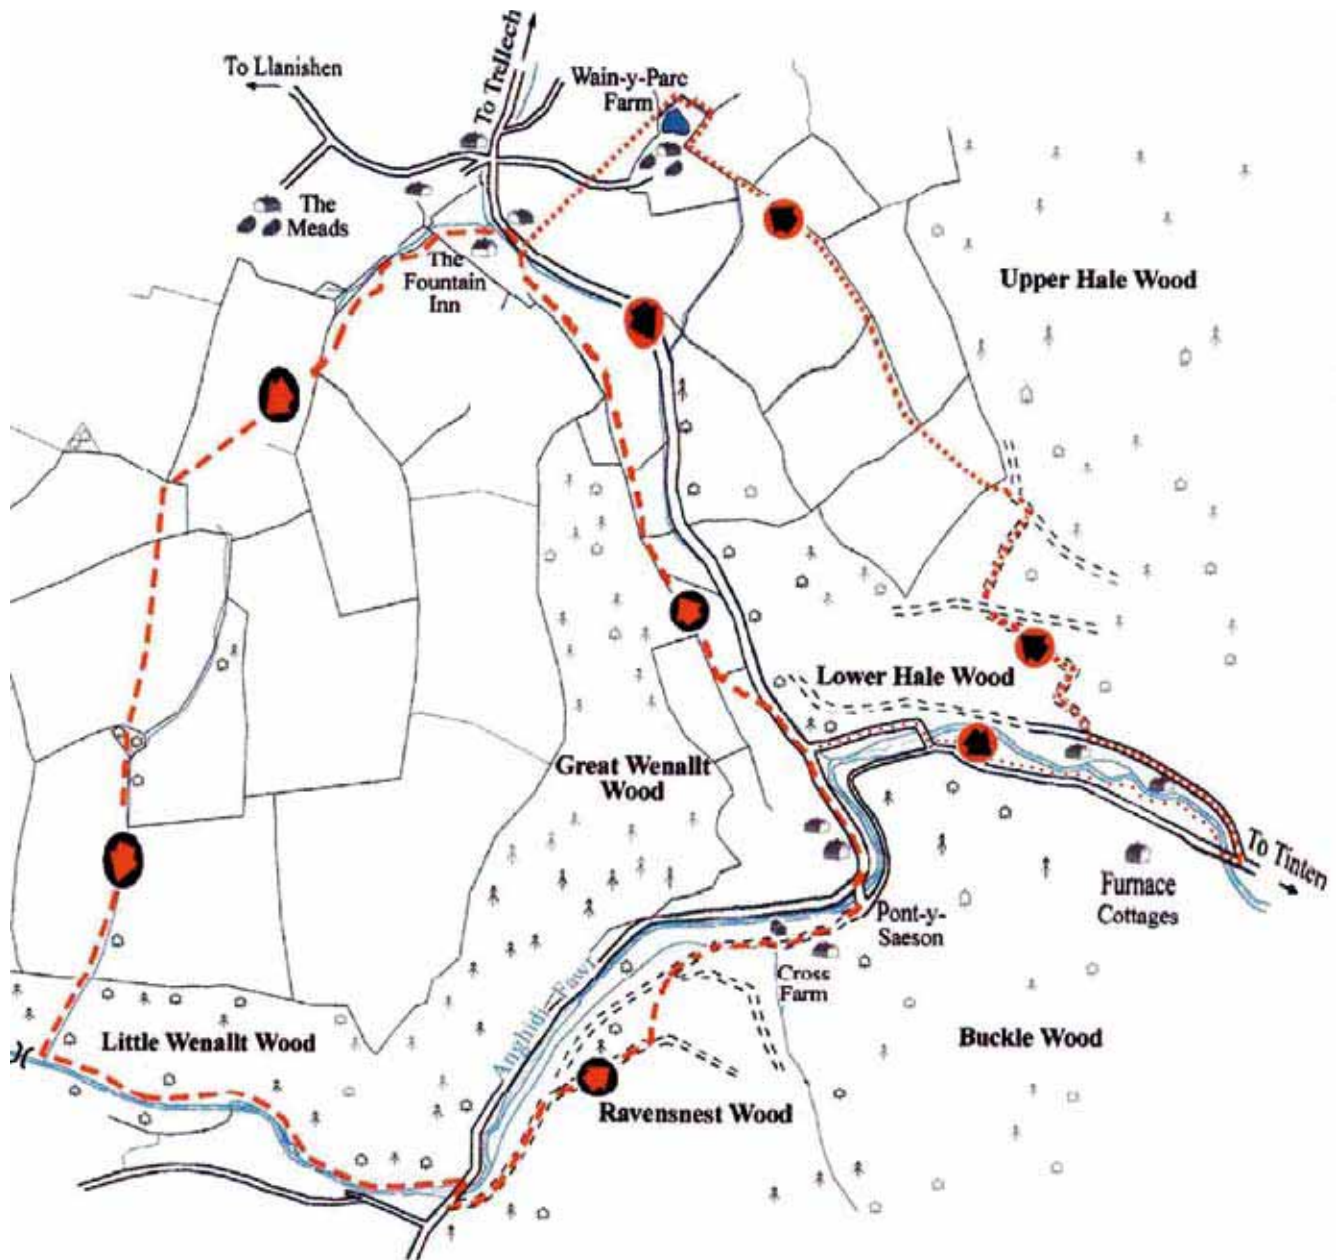 To Llanishen
To Trellech
Wain-y-Parc
Farm
The
Meads
The
Fountain
Inn
Upper Hale Wood
Lower Hale Wood
Great Wenallt
Wood
To Tinten
Furnace
Cottages
Pont-y-
Saeson
Cross
Farm
Anghidi Fawr
Little Wenallt Wood
Buckle Wood
Ravensnest Wood